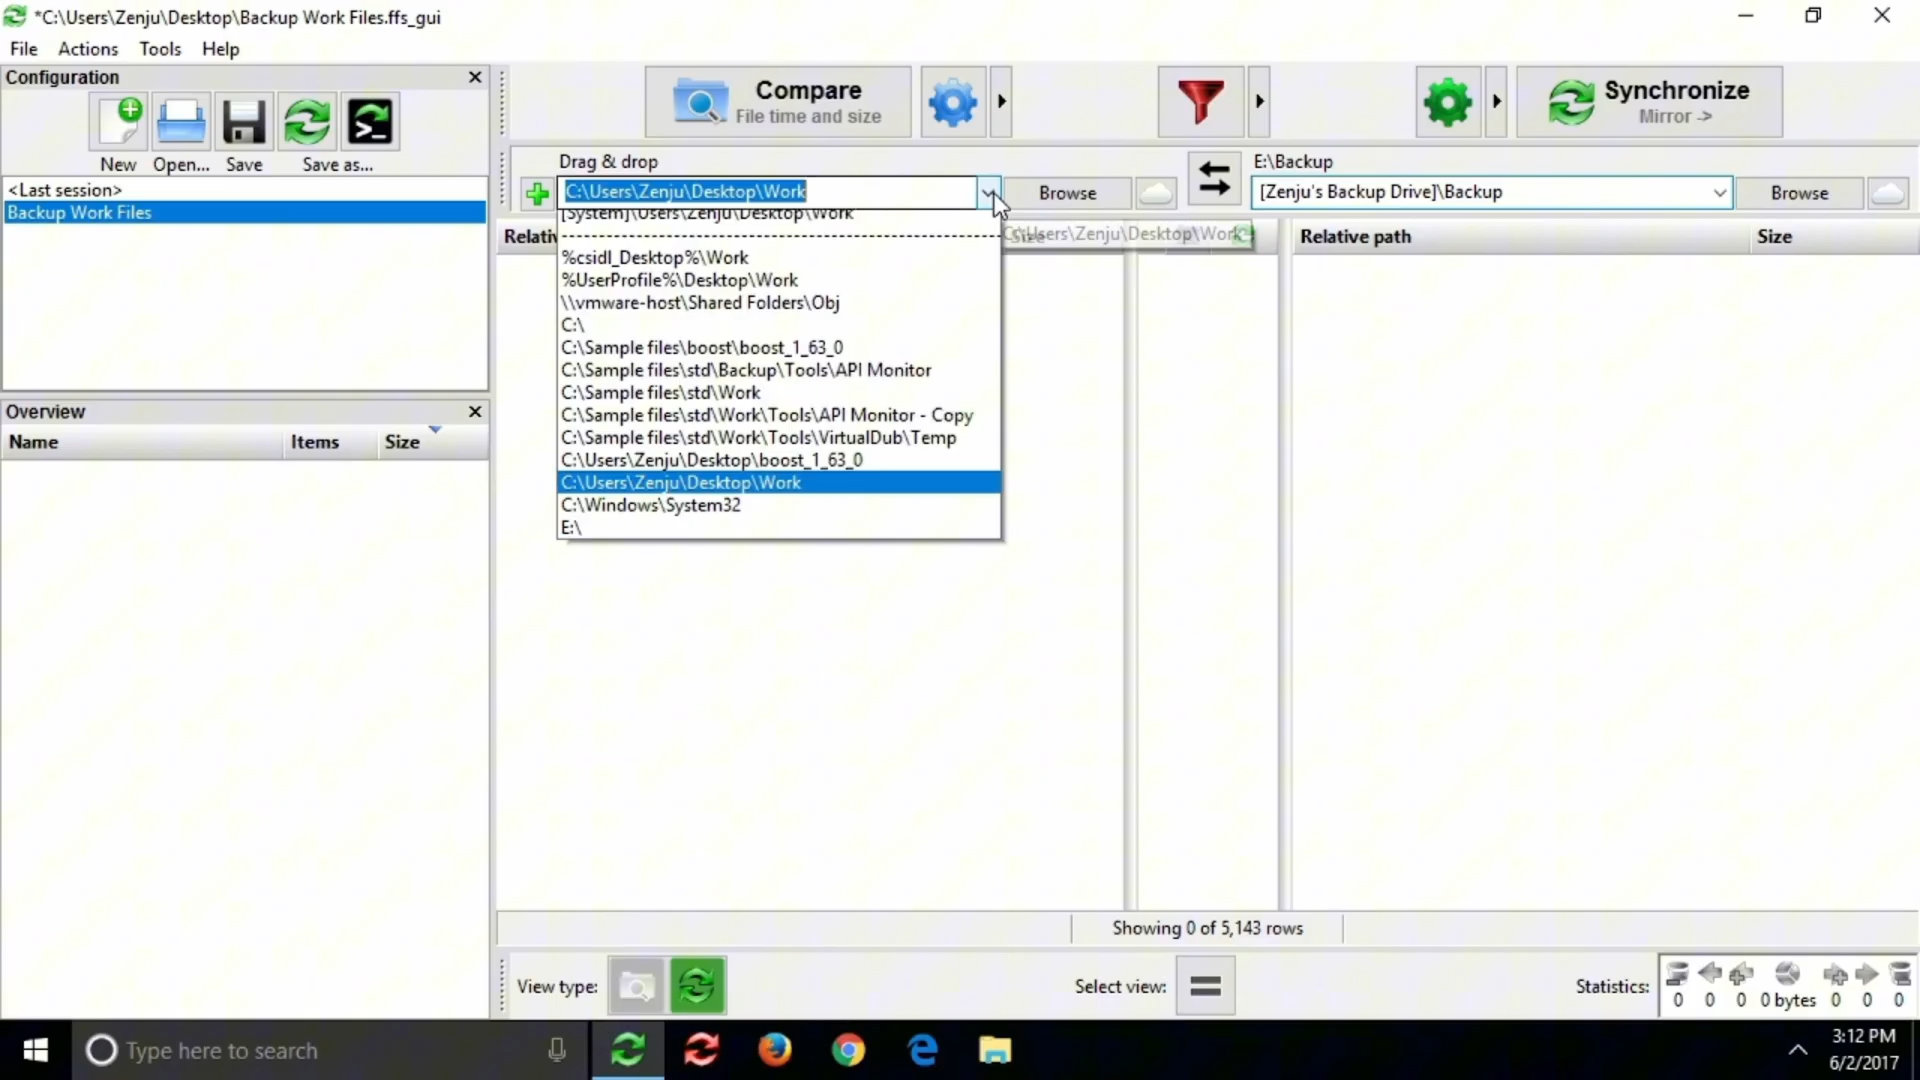 *C:\Users\Zenju\Desktop\Backup Work Files.ffs_gui
File Actions Tools Help
Configuration
New Open... Save Save as...
<Last session>
Backup Work Files
Compare
File time and size
Synchronize
Mirror ->
Drag & drop
C:\Users\Zenju\Desktop\Work
Browse
E:\Backup
[Zenju's Backup Drive]\Backup
Browse
[System]\Users\Zenju\Desktop\Work
%csidl_Desktop%\Work
%UserProfile%\Desktop\Work
\\vmware-host\Shared Folders\Obj
C:\
C:\Sample files\boost\boost_1_63_0
C:\Sample files\std\Backup\Tools\API Monitor
C:\Sample files\std\Work
C:\Sample files\std\Work\Tools\API Monitor - Copy
C:\Sample files\std\Work\Tools\VirtualDub\Temp
C:\Users\Zenju\Desktop\boost_1_63_0
C:\Users\Zenju\Desktop\Work
C:\Windows\System32
E:\
C:\Users\Zenju\Desktop\Work
Relative path Size
Overview
Name Items Size
Showing 0 of 5,143 rows
View type:
Select view:
Statistics:
0 0 0 0 bytes 0 0 0
Type here to search
3:12 PM
6/2/2017